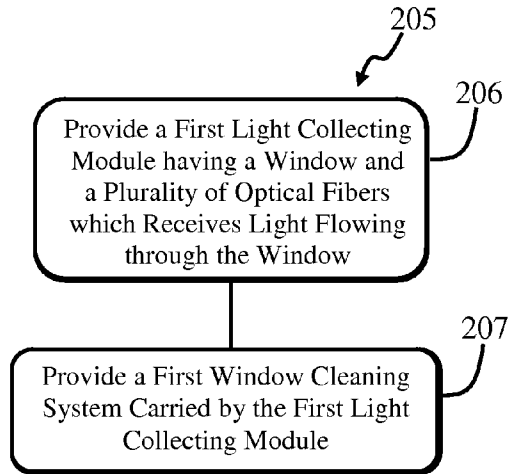 205
206
Provide a First Light Collecting
Module having a Window and
a Plurality of Optical Fibers
which Receives Light Flowing
through the Window
207
Provide a First Window Cleaning
System Carried by the First Light
Collecting Module